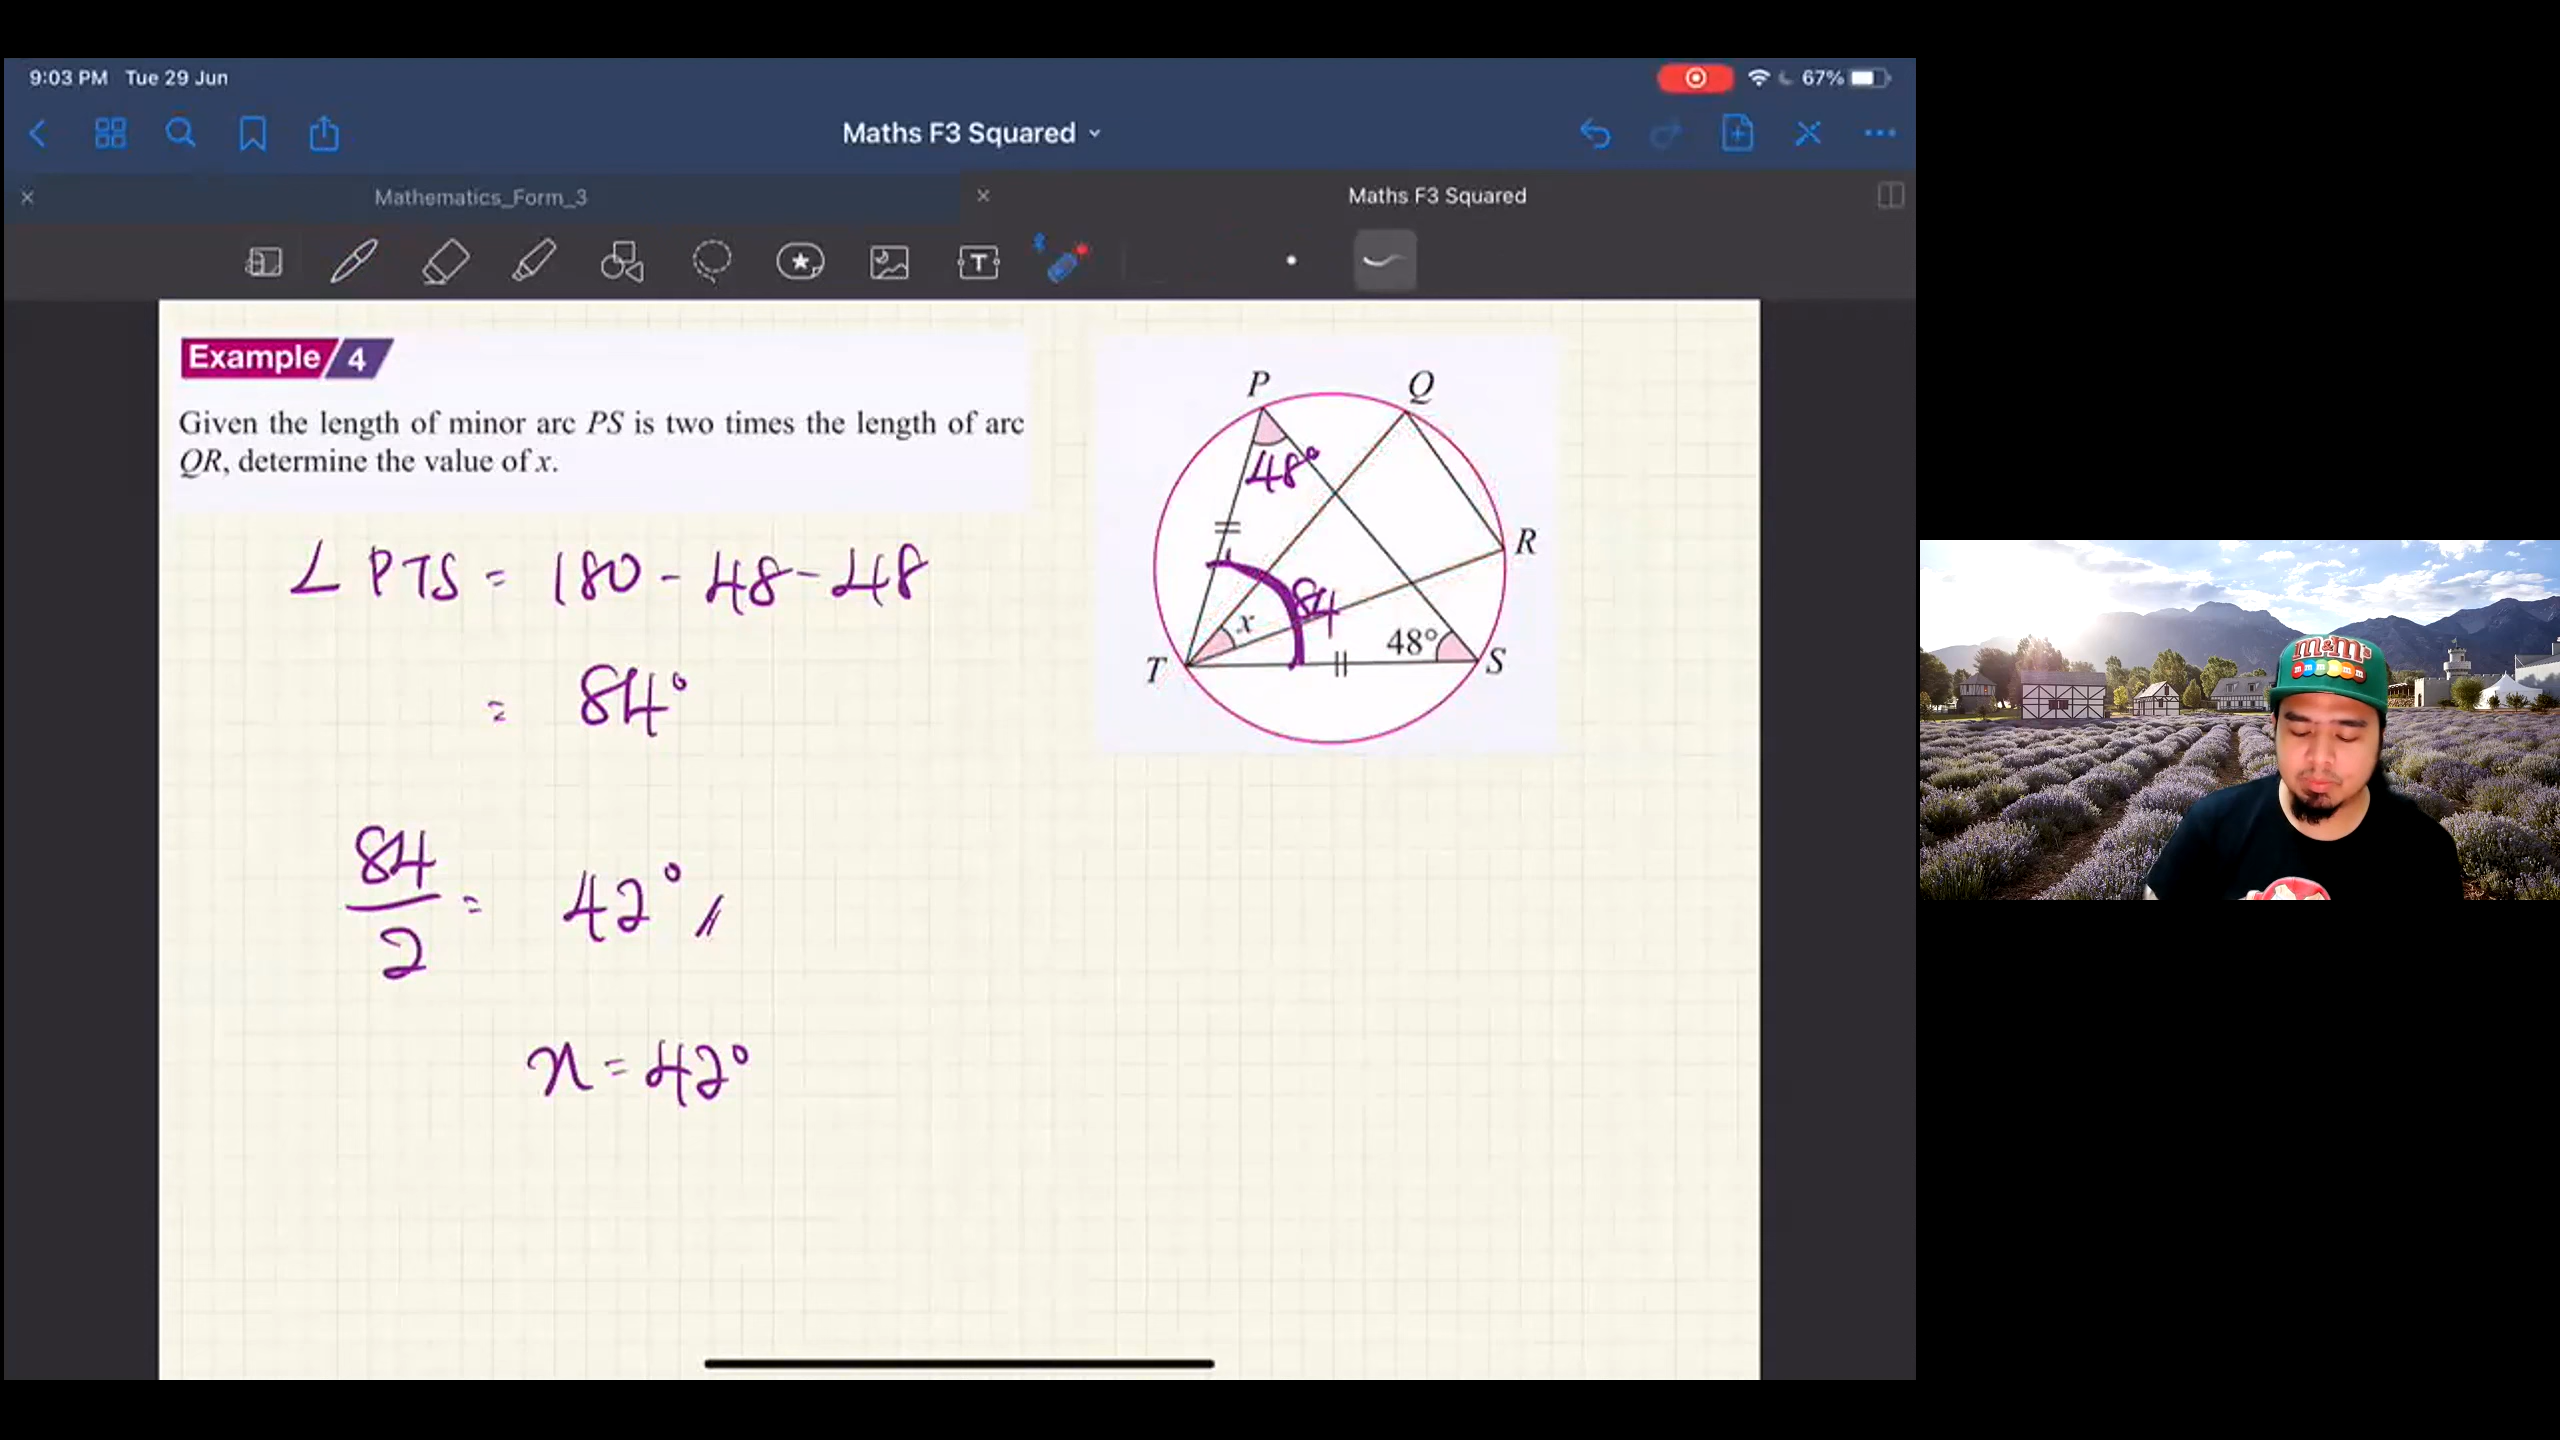 9:03 PM Tue 29 Jun
67%
Maths F3 Squared
Mathematics_Form_3
Maths F3 Squared
T
Example 4
Given the length of minor arc PS is two times the length of arc
QR, determine the value of x.
∠ PTS = 180 - 48 - 48
= 84°
84/2 = 42°
x = 42°
P
Q
48°
R
84
x
48°
T
S
m&m's